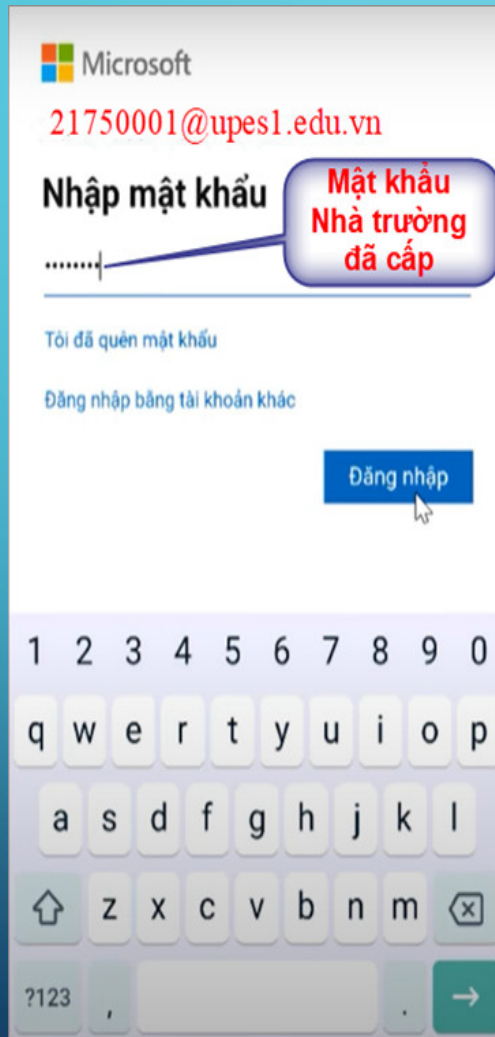 Microsoft
21750001@upes1.edu.vn
Nhập mật khẩu
Mật khẩu
Nhà trường
đã cấp
••••••••
Tôi đã quên mật khẩu
Đăng nhập bằng tài khoản khác
Đăng nhập
1 2 3 4 5 6 7 8 9 0
q w e r t y u i o p
a s d f g h j k l
z x c v b n m
?123 , .